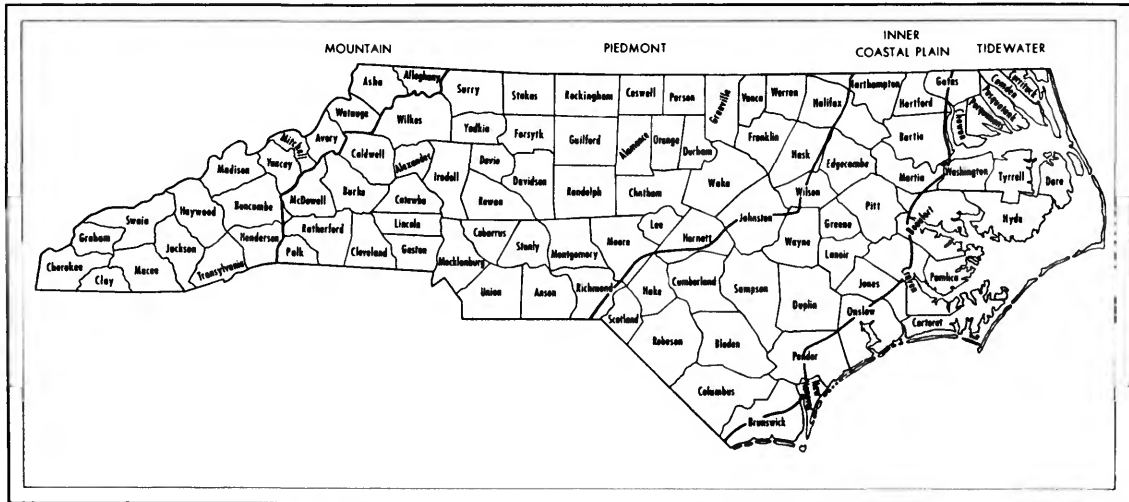 MOUNTAIN
PIEDMONT
INNER
COASTAL PLAIN
TIDEWATER
Ashe
Alleghany
Surry
Stokes
Rockingham
Caswell
Person
Granville
Vance
Warren
Halifax
Northampton
Hertford
Gates
Camden
Currituck
Pasquotank
Perquimans
Chowan
Watauga
Wilkes
Yadkin
Forsyth
Guilford
Alamance
Orange
Durham
Franklin
Nash
Bertie
Mitchell
Avery
Yancey
Madison
Caldwell
Alexander
Iredell
Davie
Davidson
Randolph
Chatham
Wake
Edgecombe
Wilson
Martin
Washington
Tyrrell
Dare
Swain
Haywood
Buncombe
McDowell
Burke
Catawba
Rowan
Johnston
Greene
Pitt
Beaufort
Hyde
Graham
Cherokee
Clay
Macon
Jackson
Transylvania
Henderson
Rutherford
Polk
Cleveland
Lincoln
Gaston
Mecklenburg
Cabarrus
Stanly
Montgomery
Moore
Lee
Harnett
Wayne
Lenoir
Craven
Pamlico
Union
Anson
Richmond
Scotland
Hoke
Cumberland
Sampson
Duplin
Jones
Onslow
Carteret
Robeson
Bladen
Pender
New
Hanover
Columbus
Brunswick